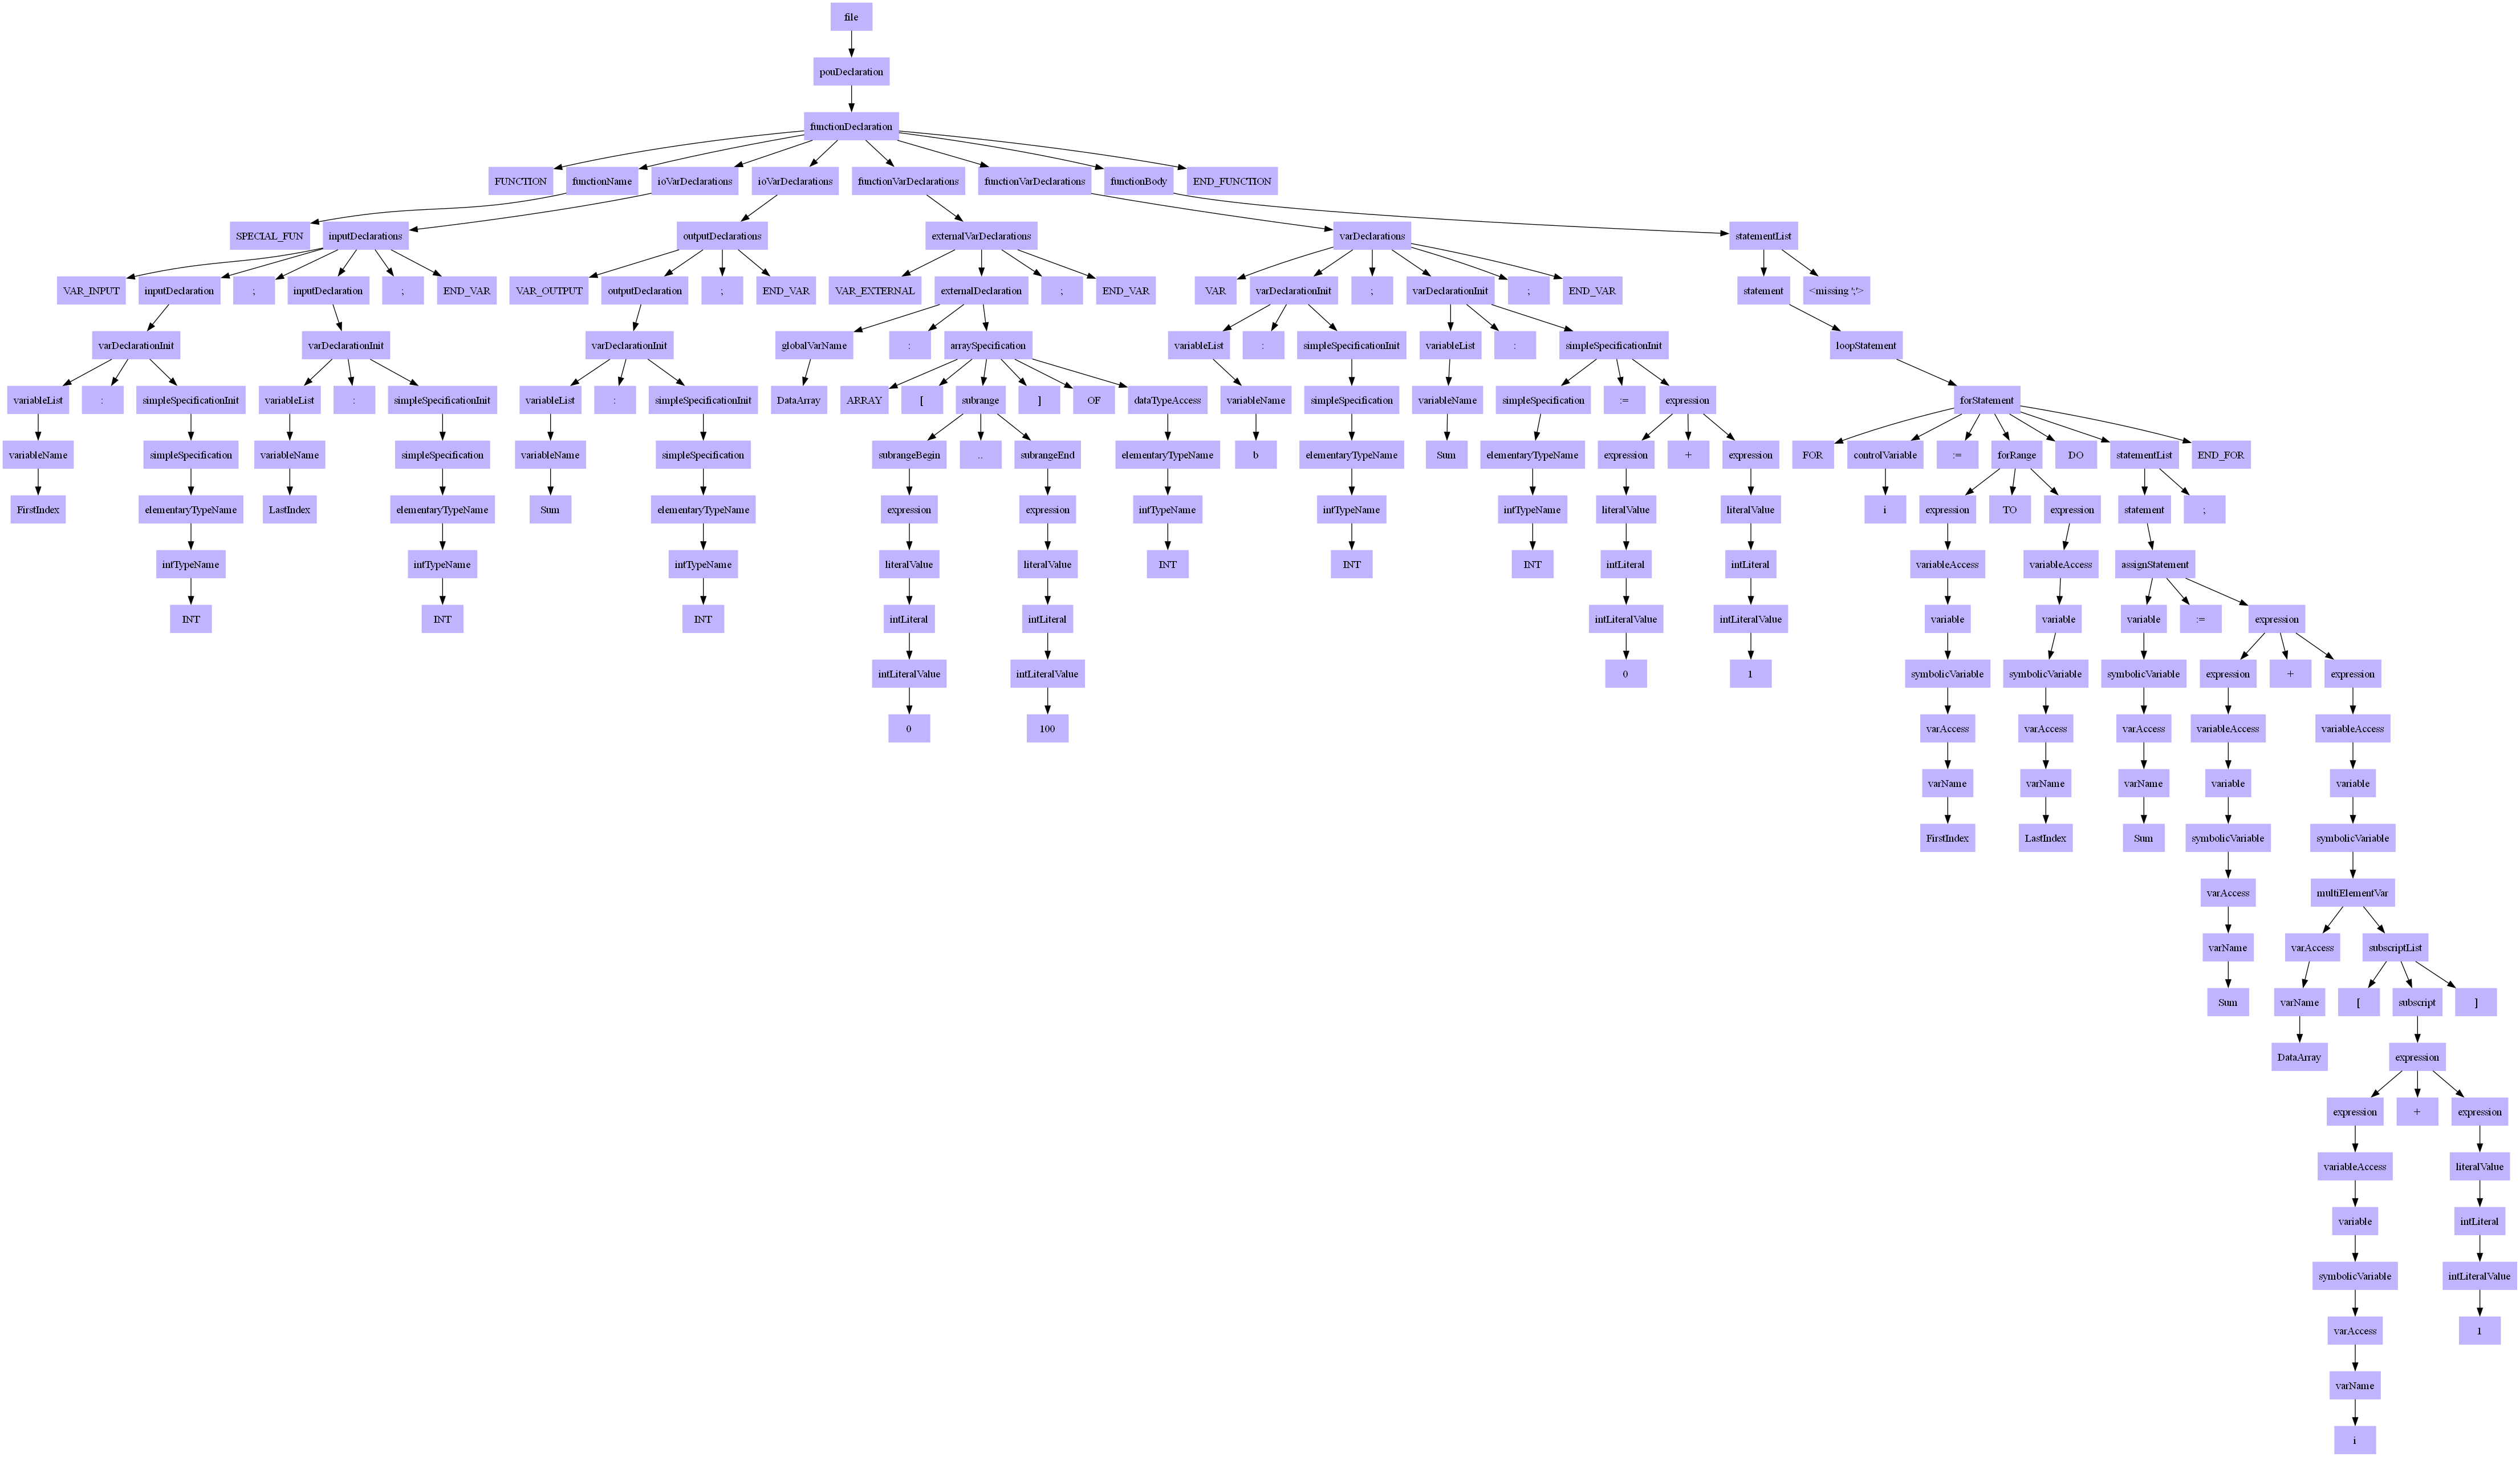 file
pouDeclaration
functionDeclaration
FUNCTION functionName ioVarDeclarations ioVarDeclarations functionVarDeclarations functionVarDeclarations functionBody END_FUNCTION
SPECIAL_FUN inputDeclarations outputDeclarations externalVarDeclarations varDeclarations statementList
VAR_INPUT inputDeclaration ; inputDeclaration ; END_VAR VAR_OUTPUT outputDeclaration ; END_VAR VAR_EXTERNAL externalDeclaration ; END_VAR VAR varDeclarationInit ; varDeclarationInit ; END_VAR statement <missing ';'>
varDeclarationInit varDeclarationInit varDeclarationInit globalVarName : arraySpecification variableList : simpleSpecificationInit variableList : simpleSpecificationInit loopStatement
variableList : simpleSpecificationInit variableList : simpleSpecificationInit variableList : simpleSpecificationInit DataArray ARRAY [ subrange ] OF dataTypeAccess variableName simpleSpecification variableName simpleSpecification := expression forStatement
variableName simpleSpecification variableName simpleSpecification variableName simpleSpecification subrangeBegin .. subrangeEnd elementaryTypeName b elementaryTypeName Sum elementaryTypeName expression + expression FOR controlVariable := forRange DO statementList END_FOR
FirstIndex elementaryTypeName LastIndex elementaryTypeName Sum elementaryTypeName expression expression intTypeName intTypeName intTypeName literalValue literalValue i expression TO expression statement ;
intTypeName intTypeName intTypeName literalValue literalValue INT INT INT intLiteral intLiteral variableAccess variableAccess assignStatement
INT INT INT intLiteral intLiteral intLiteralValue intLiteralValue variable variable variable := expression
intLiteralValue intLiteralValue 0 1 symbolicVariable symbolicVariable symbolicVariable expression + expression
0 100 varAccess varAccess varAccess variableAccess variableAccess
varName varName varName variable variable
FirstIndex LastIndex Sum symbolicVariable symbolicVariable
varAccess multiElementVar
varName varAccess subscriptList
Sum varName [ subscript ]
DataArray expression
expression + expression
variableAccess literalValue
variable intLiteral
symbolicVariable intLiteralValue
varAccess 1
varName
i